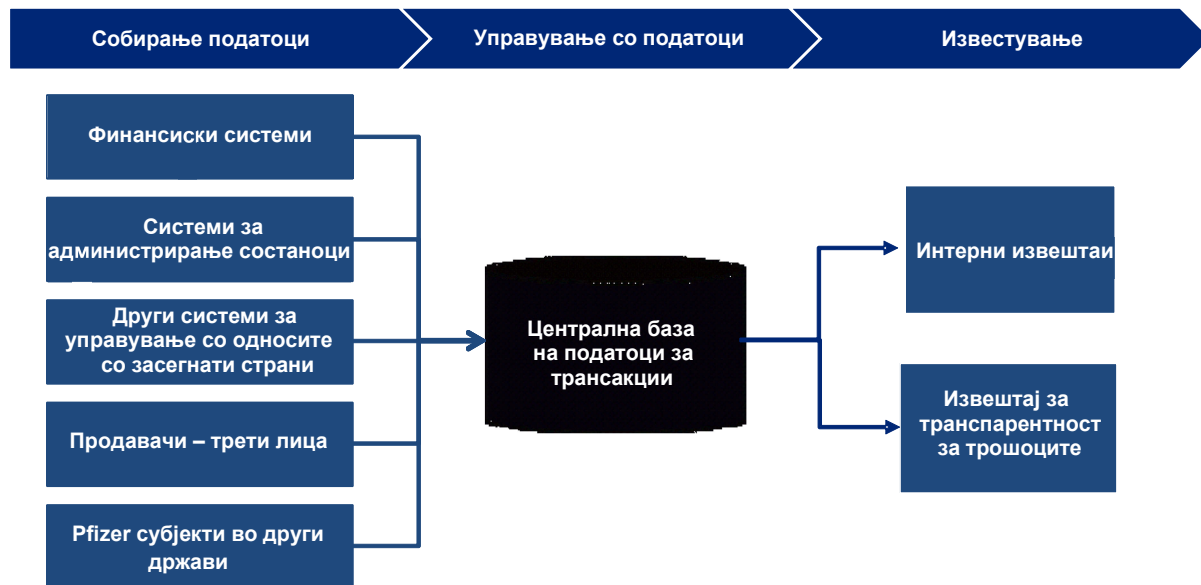 Собирање податоци
Управување со податоци
Известување
Финансиски системи
Системи за
администрирање состаноци
Други системи за
управување со односите
со засегнати страни
Продавачи – трети лица
Pfizer субјекти во други
држави
Централна база
на податоци за
трансакции
Интерни извештаи
Извештај за
транспарентност
за трошоците